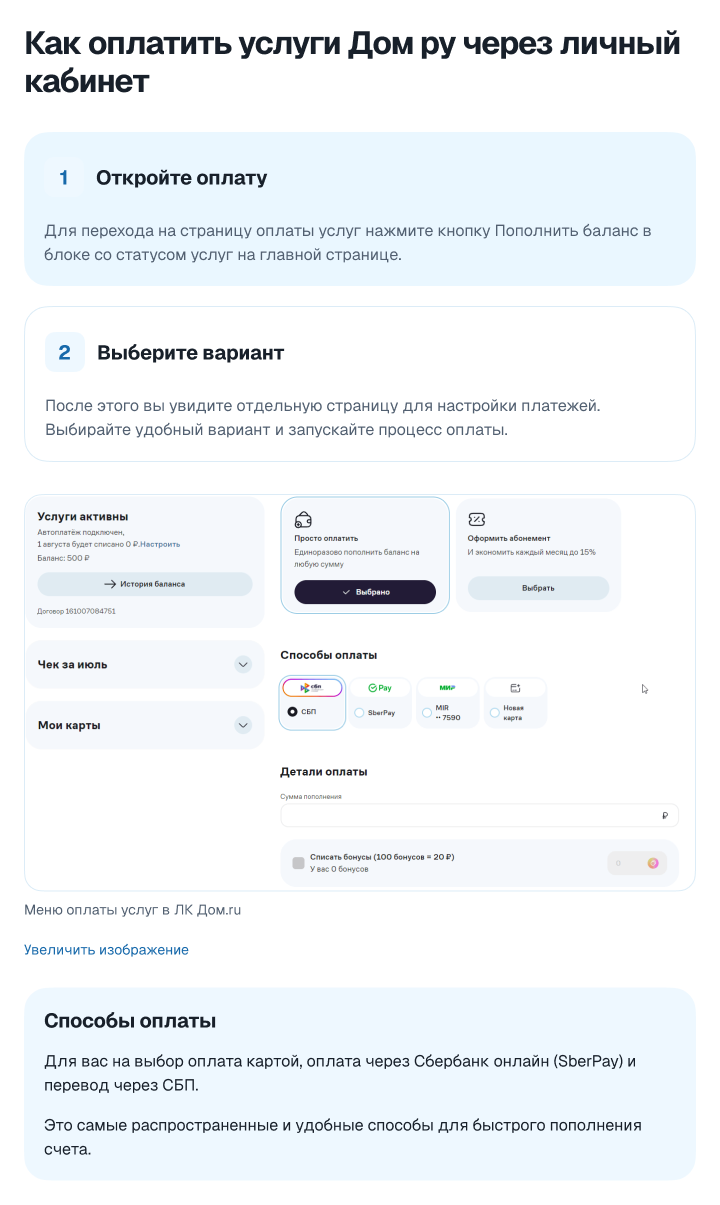 Как оплатить услуги Дом ру через личный
кабинет
1
Откройте оплату
Для перехода на страницу оплаты услуг нажмите кнопку Пополнить баланс в
блоке со статусом услуг на главной странице.
2
Выберите вариант
После этого вы увидите отдельную страницу для настройки платежей.
Выбирайте удобный вариант и запускайте процесс оплаты.
Услуги активны
Автоплатёж подключен,
1 августа будет списано 0 ₽.Настроить
Баланс: 500 ₽
История баланса
Договор 161007084751
Чек за июль
Мои карты
Просто оплатить
Единоразово пополнить баланс на
любую сумму
Выбрано
Оформить абонемент
И экономить каждый месяц до 15%
Выбрать
Способы оплаты
сбп
СБП
Pay
SberPay
МИР
MIR
•• 7590
Новая
карта
Детали оплаты
Сумма пополнения
₽
Списать бонусы (100 бонусов = 20 ₽)
У вас 0 бонусов
0
Меню оплаты услуг в ЛК Дом.ru
Увеличить изображение
Способы оплаты
Для вас на выбор оплата картой, оплата через Сбербанк онлайн (SberPay) и
перевод через СБП.
Это самые распространенные и удобные способы для быстрого пополнения
счета.